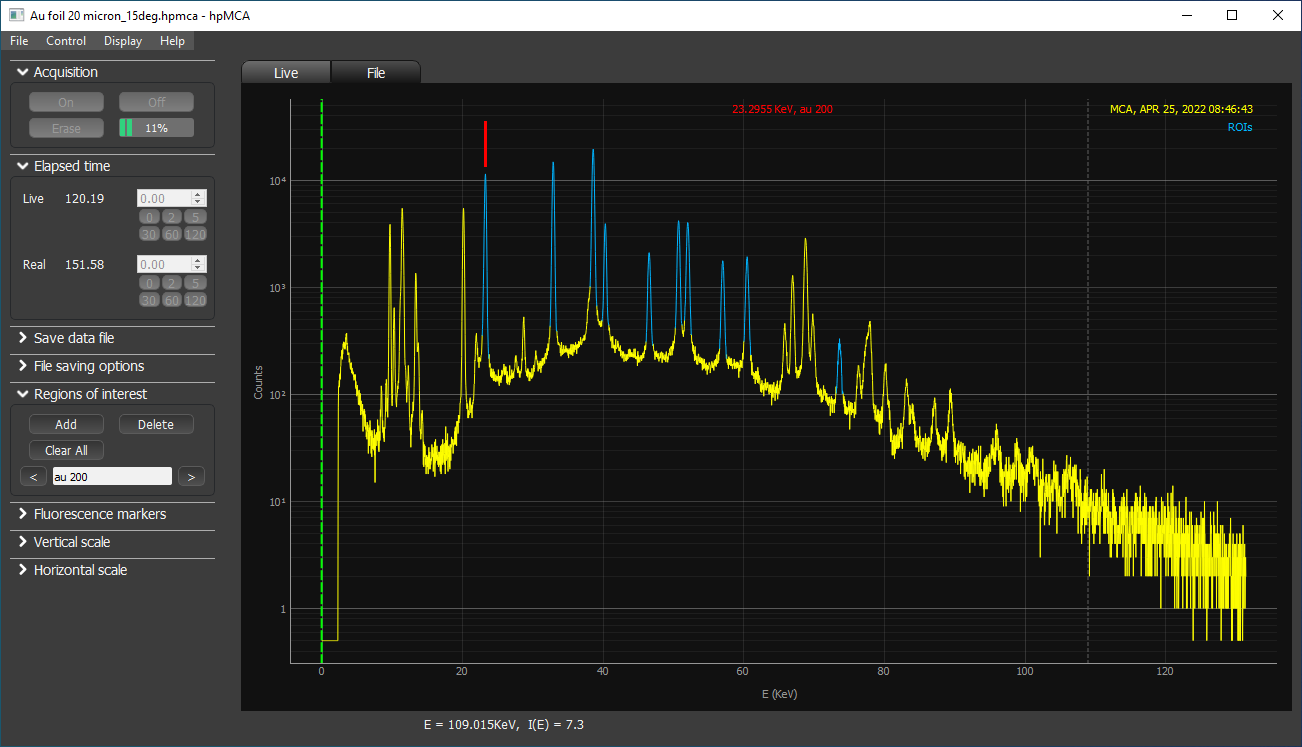 Au foil 20 micron_15deg.hpmca - hpMCA
File Control Display Help
Acquisition
On Off
Erase 11%
Elapsed time
Live 120.19 0.00
0 2 5
30 60 120
Real 151.58 0.00
0 2 5
30 60 120
Save data file
File saving options
Regions of interest
Add Delete
Clear All
< au 200 >
Fluorescence markers
Vertical scale
Horizontal scale
Live File
23.2955 KeV, au 200
MCA, APR 25, 2022 08:46:43
ROIs
10⁴
10³
10²
10¹
1
Counts
0 20 40 60 80 100 120
E (KeV)
E = 109.015KeV, I(E) = 7.3